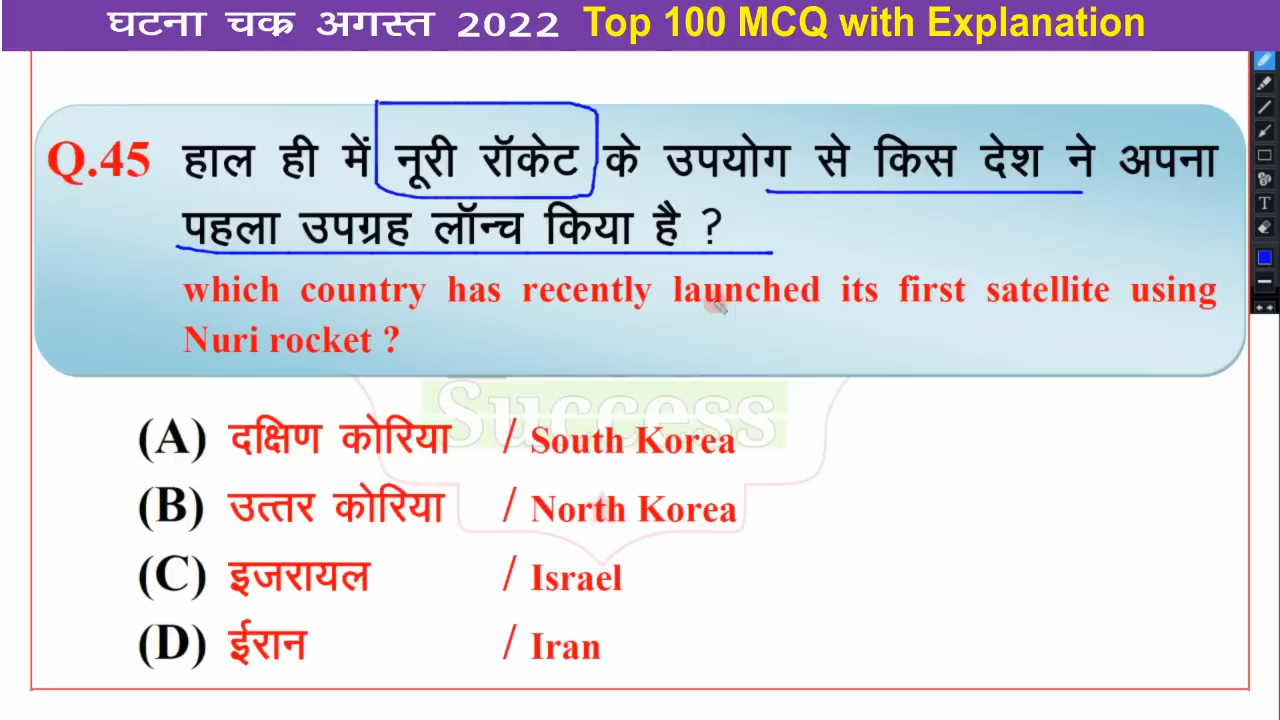 घटना चक्र अगस्त 2022 Top 100 MCQ with Explanation
Q.45 हाल ही में नूरी रॉकेट के उपयोग से किस देश ने अपना
पहला उपग्रह लॉन्च किया है ?
which country has recently launched its first satellite using
Nuri rocket ?
Success
(A) दक्षिण कोरिया / South Korea
(B) उत्तर कोरिया / North Korea
(C) इजरायल / Israel
(D) ईरान / Iran